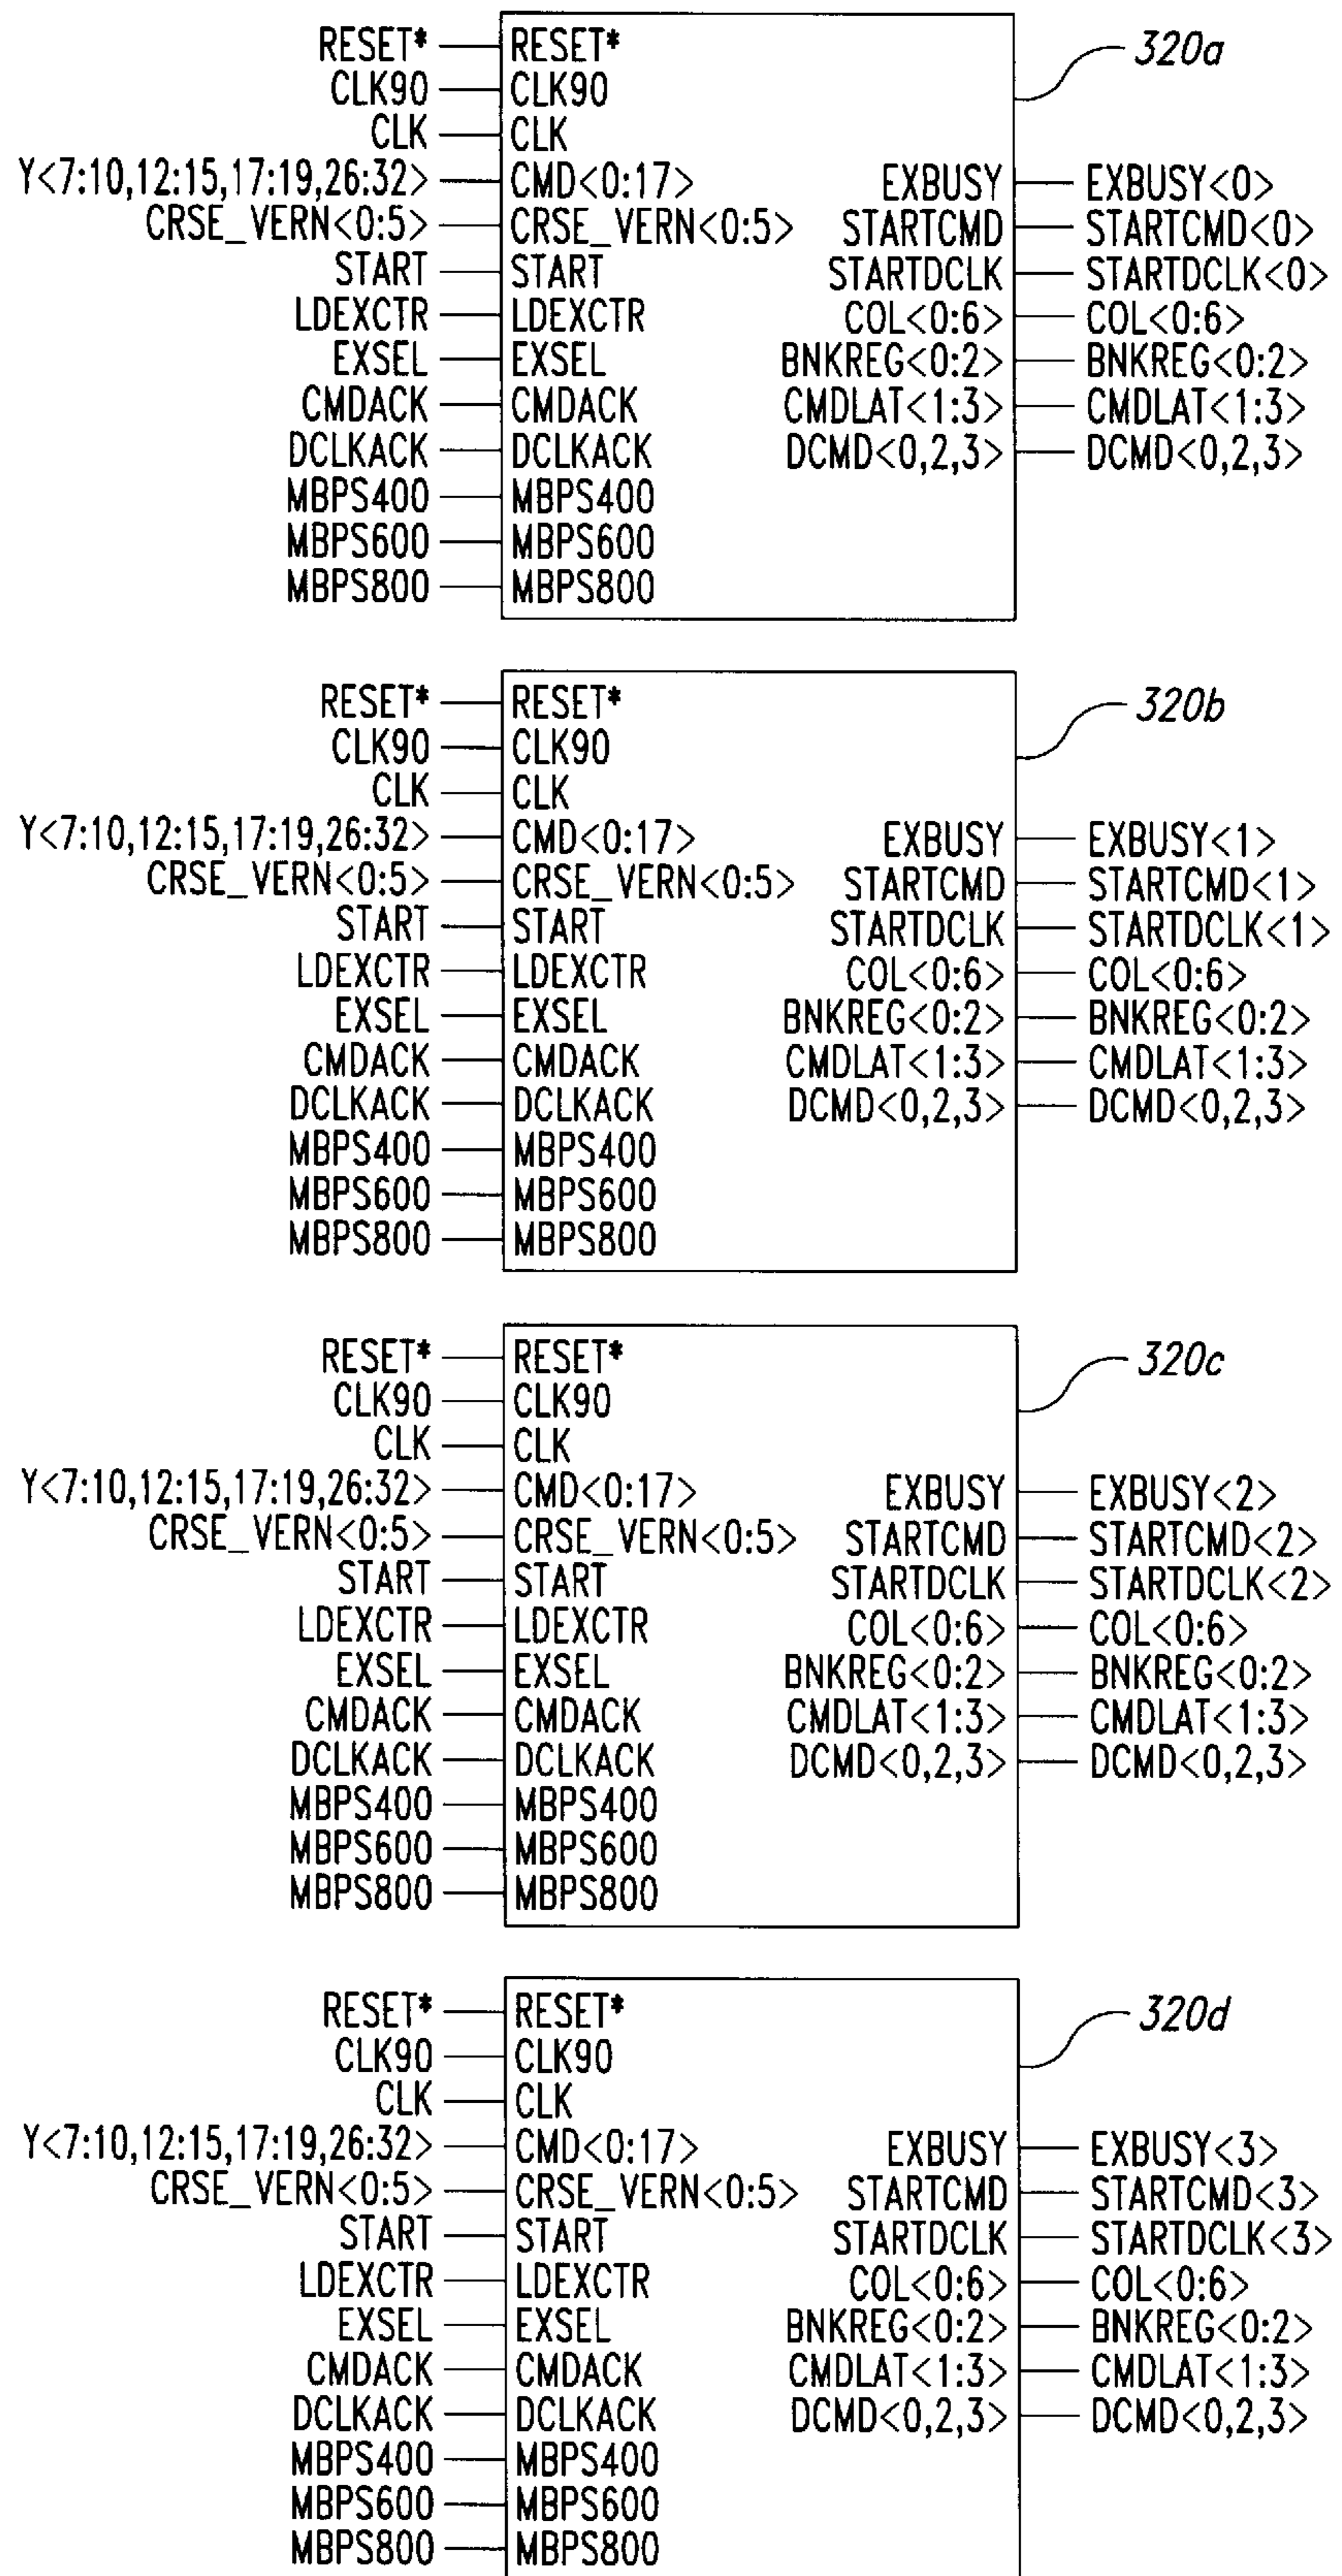 RESET* RESET* 320a
CLK90 CLK90
CLK CLK
Y<7:10,12:15,17:19,26:32> CMD<0:17> EXBUSY EXBUSY<0>
CRSE_VERN<0:5> CRSE_VERN<0:5> STARTCMD STARTCMD<0>
START START STARTDCLK STARTDCLK<0>
LDEXCTR LDEXCTR COL<0:6> COL<0:6>
EXSEL EXSEL BNKREG<0:2> BNKREG<0:2>
CMDACK CMDACK CMDLAT<1:3> CMDLAT<1:3>
DCLKACK DCLKACK DCMD<0,2,3> DCMD<0,2,3>
MBPS400 MBPS400
MBPS600 MBPS600
MBPS800 MBPS800
RESET* RESET* 320b
CLK90 CLK90
CLK CLK
Y<7:10,12:15,17:19,26:32> CMD<0:17> EXBUSY EXBUSY<1>
CRSE_VERN<0:5> CRSE_VERN<0:5> STARTCMD STARTCMD<1>
START START STARTDCLK STARTDCLK<1>
LDEXCTR LDEXCTR COL<0:6> COL<0:6>
EXSEL EXSEL BNKREG<0:2> BNKREG<0:2>
CMDACK CMDACK CMDLAT<1:3> CMDLAT<1:3>
DCLKACK DCLKACK DCMD<0,2,3> DCMD<0,2,3>
MBPS400 MBPS400
MBPS600 MBPS600
MBPS800 MBPS800
RESET* RESET* 320c
CLK90 CLK90
CLK CLK
Y<7:10,12:15,17:19,26:32> CMD<0:17> EXBUSY EXBUSY<2>
CRSE_VERN<0:5> CRSE_VERN<0:5> STARTCMD STARTCMD<2>
START START STARTDCLK STARTDCLK<2>
LDEXCTR LDEXCTR COL<0:6> COL<0:6>
EXSEL EXSEL BNKREG<0:2> BNKREG<0:2>
CMDACK CMDACK CMDLAT<1:3> CMDLAT<1:3>
DCLKACK DCLKACK DCMD<0,2,3> DCMD<0,2,3>
MBPS400 MBPS400
MBPS600 MBPS600
MBPS800 MBPS800
RESET* RESET* 320d
CLK90 CLK90
CLK CLK
Y<7:10,12:15,17:19,26:32> CMD<0:17> EXBUSY EXBUSY<3>
CRSE_VERN<0:5> CRSE_VERN<0:5> STARTCMD STARTCMD<3>
START START STARTDCLK STARTDCLK<3>
LDEXCTR LDEXCTR COL<0:6> COL<0:6>
EXSEL EXSEL BNKREG<0:2> BNKREG<0:2>
CMDACK CMDACK CMDLAT<1:3> CMDLAT<1:3>
DCLKACK DCLKACK DCMD<0,2,3> DCMD<0,2,3>
MBPS400 MBPS400
MBPS600 MBPS600
MBPS800 MBPS800